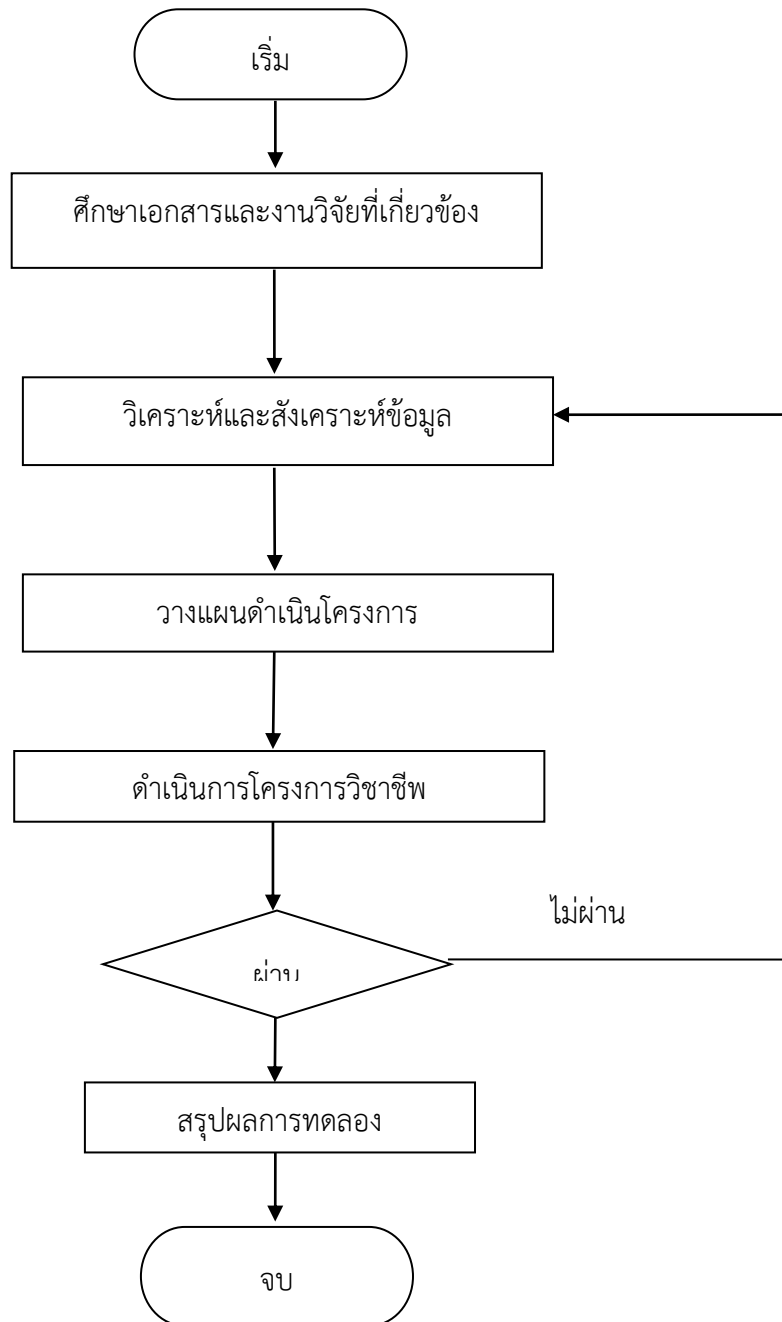 เริ่ม
ศึกษาเอกสารและงานวิจัยที่เกี่ยวข้อง
วิเคราะห์และสังเคราะห์ข้อมูล
วางแผนดำเนินโครงการ
ดำเนินการโครงการวิชาชีพ
ไม่ผ่าน
ผ่าน
สรุปผลการทดลอง
จบ